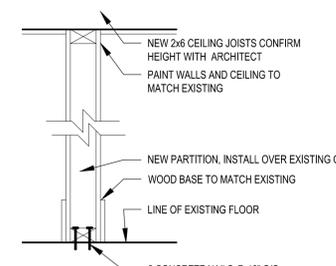 NEW 2x6 CEILING JOISTS CONFIRM
HEIGHT WITH ARCHITECT
PAINT WALLS AND CEILING TO
MATCH EXISTING
NEW PARTITION, INSTALL OVER EXISTING
WOOD BASE TO MATCH EXISTING
LINE OF EXISTING FLOOR